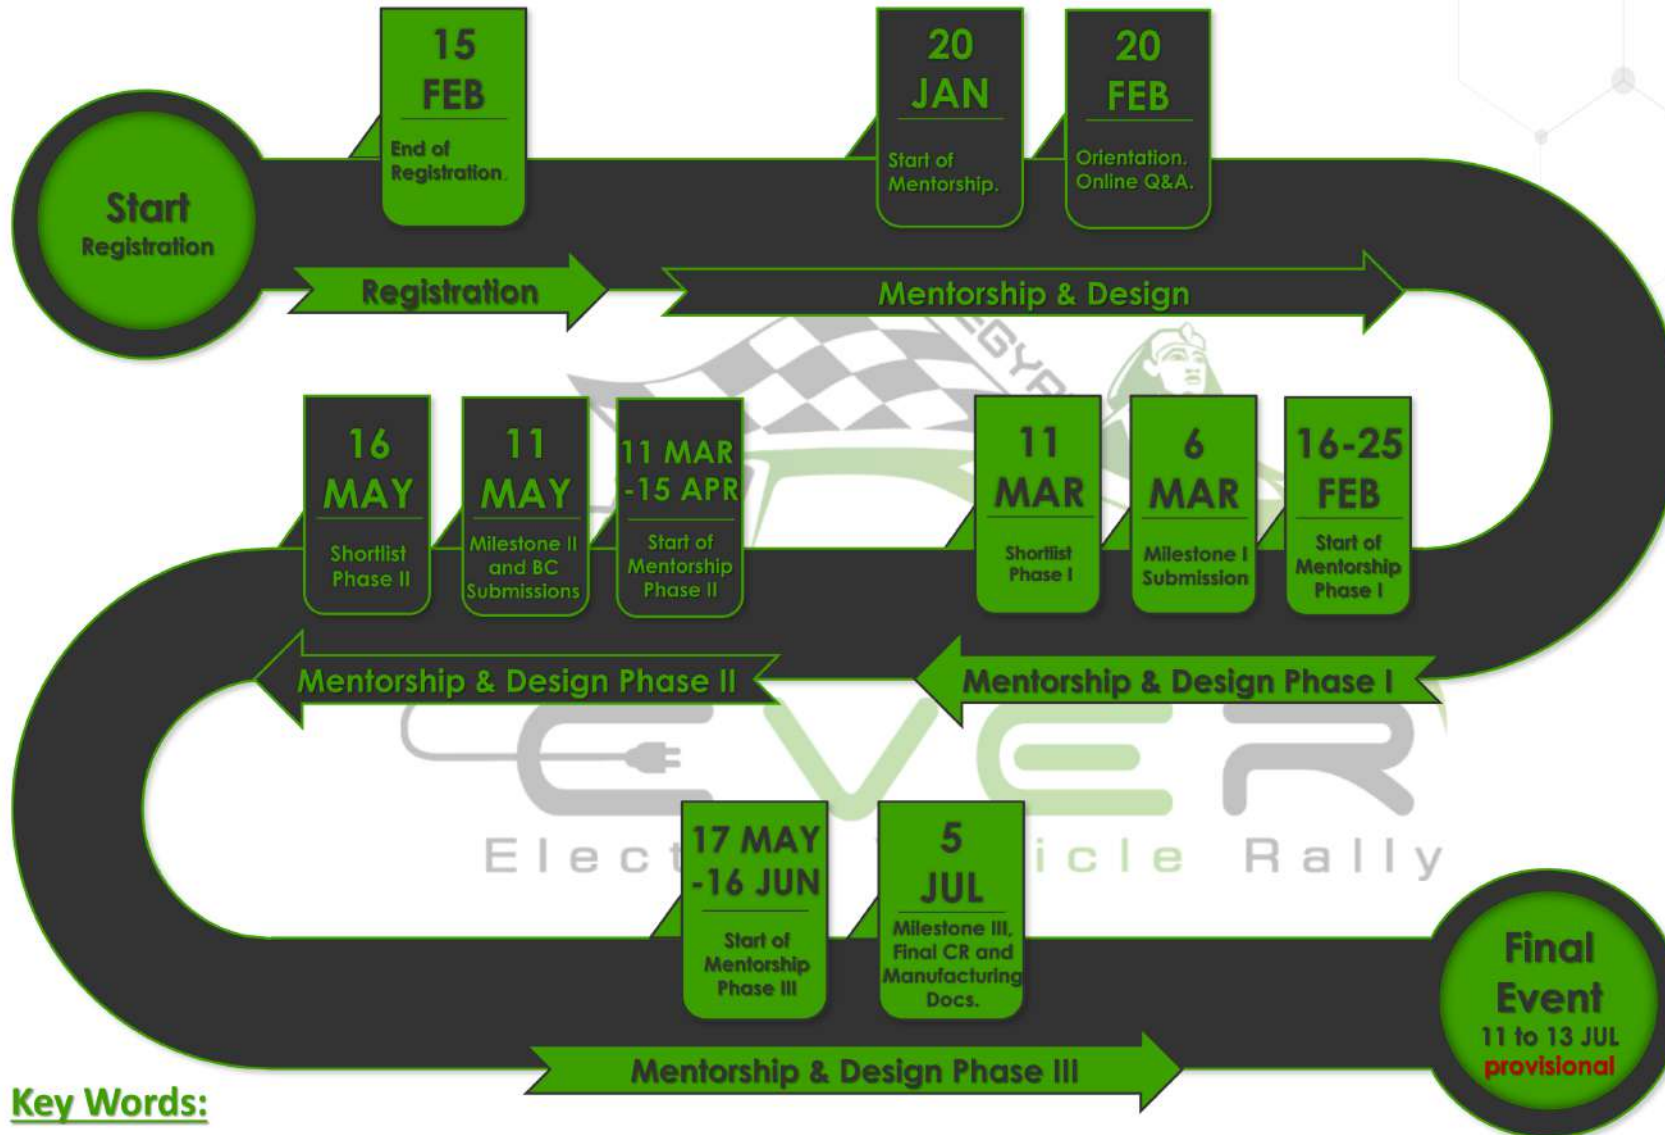 Start
Registration
15
FEB
End of
Registration.
Registration
20
JAN
Start of
Mentorship.
20
FEB
Orientation.
Online Q&A.
Mentorship & Design
16-25
FEB
Start of
Mentorship
Phase I
6
MAR
Milestone I
Submission
11
MAR
Shortlist
Phase I
Mentorship & Design Phase I
11 MAR
-15 APR
Start of
Mentorship
Phase II
11
MAY
Milestone II
and BC
Submissions
16
MAY
Shortlist
Phase II
Mentorship & Design Phase II
EVER
Elect icle Rally
17 MAY
-16 JUN
Start of
Mentorship
Phase III
5
JUL
Milestone III,
Final CR and
Manufacturing
Docs.
Mentorship & Design Phase III
Final
Event
11 to 13 JUL
provisional
Key Words: